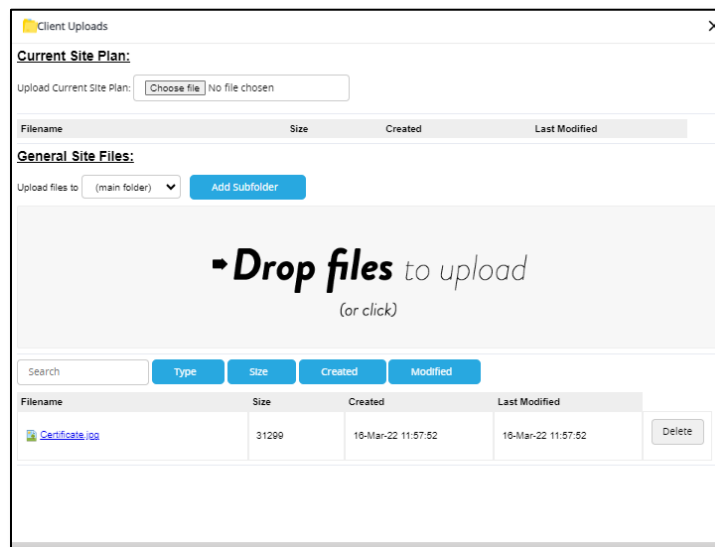 Client Uploads
Current Site Plan:
Upload Current Site Plan: Choose file No file chosen
Filename Size Created Last Modified
General Site Files:
Upload files to (main folder) Add Subfolder
Drop files to upload
(or click)
Search Type Size Created Modified
Filename Size Created Last Modified
Certificate.jpg 31299 16-Mar-22 11:57:52 16-Mar-22 11:57:52 Delete